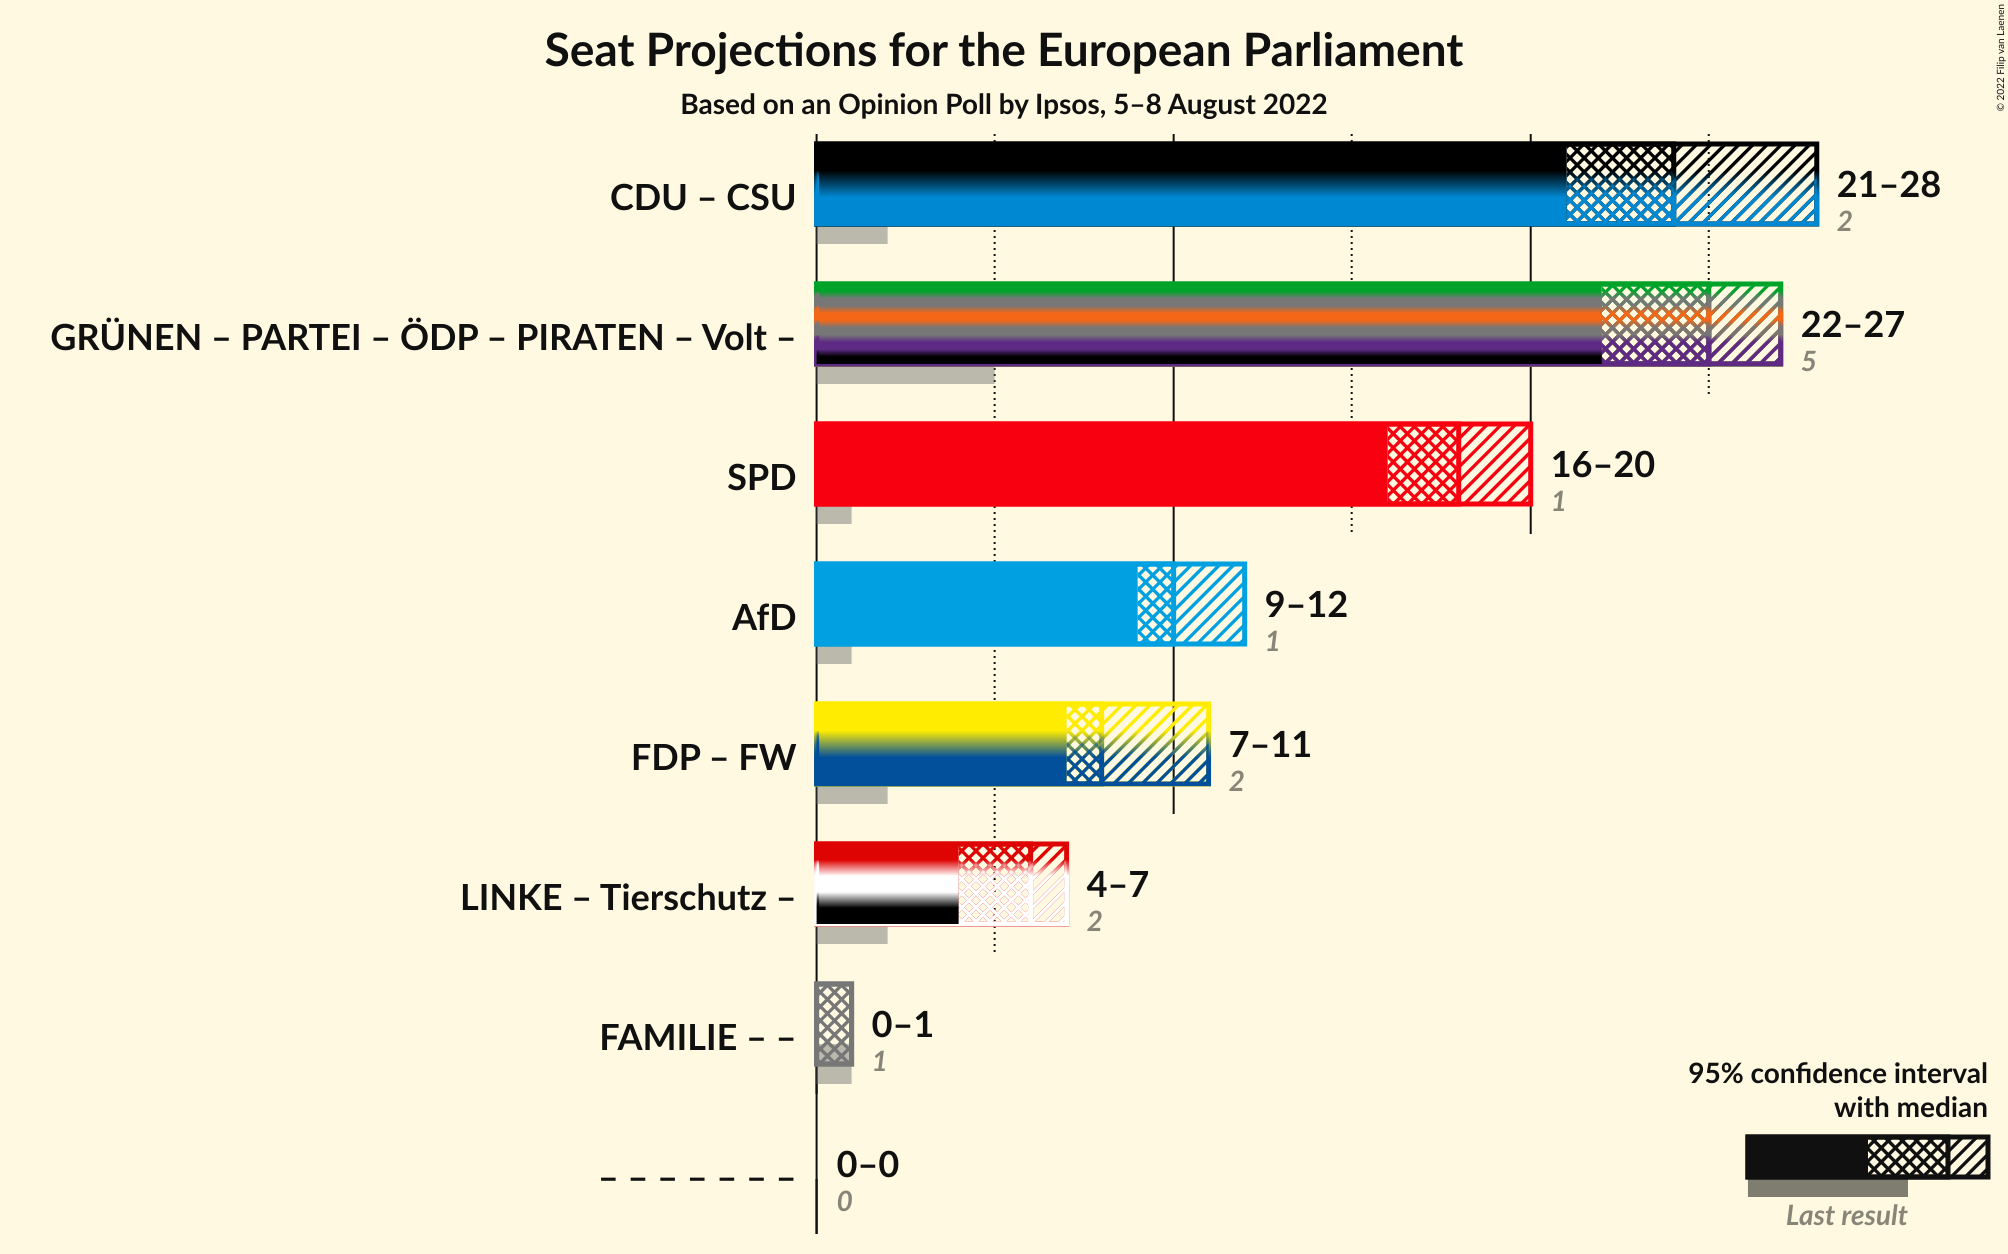 Seat Projections for the European Parliament
Based on an Opinion Poll by Ipsos, 5–8 August 2022
© 2022 Filip van Laenen
CDU – CSU
21–28
2
GRÜNEN – PARTEI – ÖDP – PIRATEN – Volt –
22–27
5
SPD
16–20
1
AfD
9–12
1
FDP – FW
7–11
2
LINKE – Tierschutz –
4–7
2
FAMILIE – –
0–1
1
– – – – – – –
0–0
0
95% confidence interval
with median
Last result